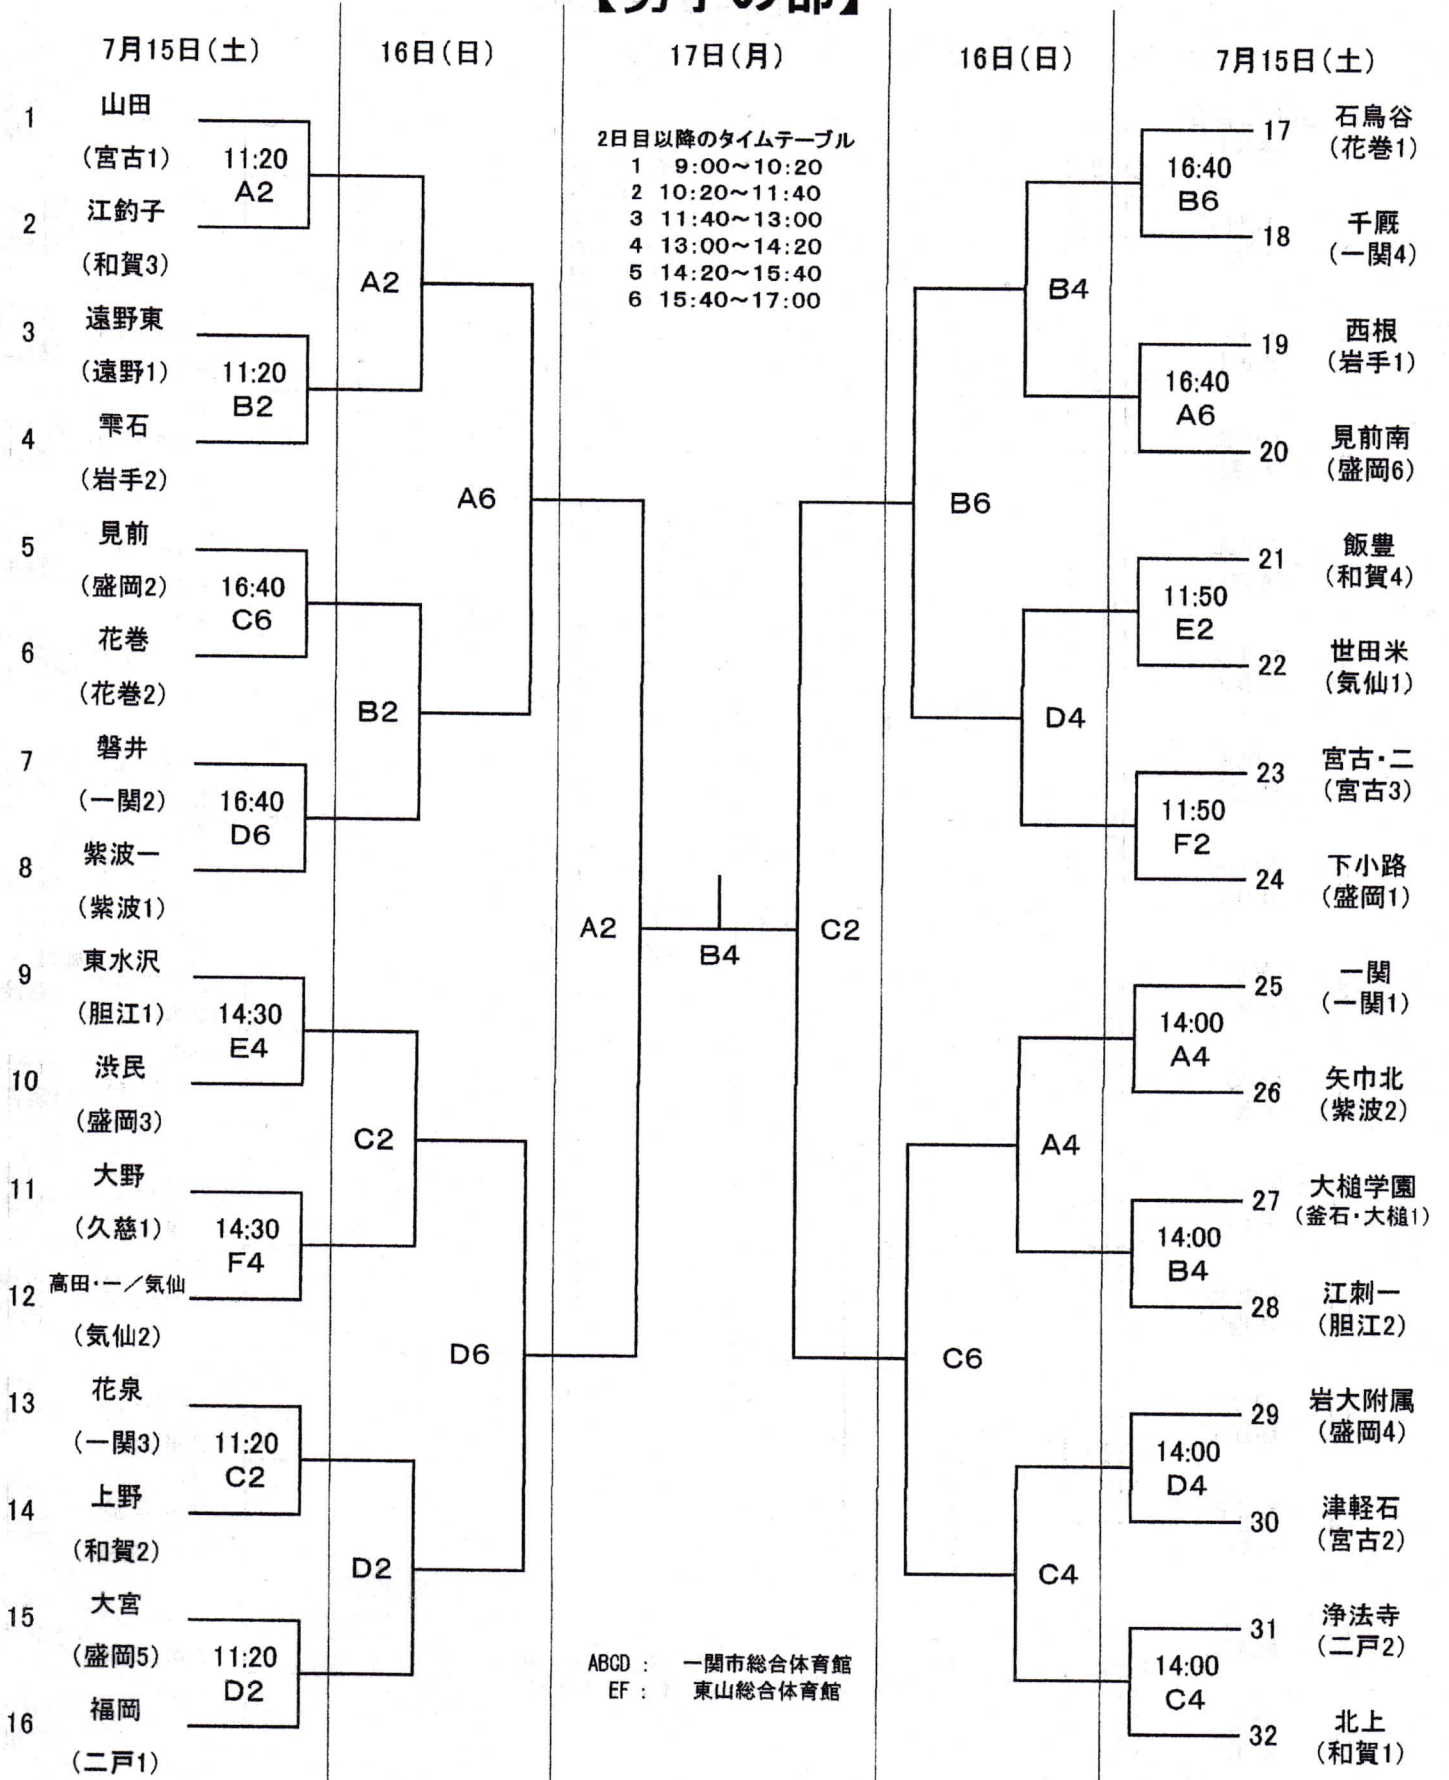 【男子の部】
7月15日(土)
16日(日)
17日(月)
16日(日)
7月15日(土)
2日目以降のタイムテーブル
1 9:00~10:20
2 10:20~11:40
3 11:40~13:00
4 13:00~14:20
5 14:20~15:40
6 15:40~17:00
1 山田
(宮古1)
11:20
A2
2 江釣子
(和賀3)
3 遠野東
(遠野1)
11:20
B2
4 雫石
(岩手2)
5 見前
(盛岡2)
16:40
C6
6 花巻
(花巻2)
7 磐井
(一関2)
16:40
D6
8 紫波一
(紫波1)
9 東水沢
(胆江1)
14:30
E4
10 渋民
(盛岡3)
11 大野
(久慈1)
14:30
F4
12 高田・一/気仙
(気仙2)
13 花泉
(一関3)
11:20
C2
14 上野
(和賀2)
15 大宮
(盛岡5)
11:20
D2
16 福岡
(二戸1)
A2
B2
C2
D2
A6
D6
A2
B4
C2
B6
C6
B4
D4
A4
C4
17 石鳥谷
(花巻1)
16:40
B6
18 千厩
(一関4)
19 西根
(岩手1)
16:40
A6
20 見前南
(盛岡6)
21 飯豊
(和賀4)
11:50
E2
22 世田米
(気仙1)
23 宮古・二
(宮古3)
11:50
F2
24 下小路
(盛岡1)
25 一関
(一関1)
14:00
A4
26 矢巾北
(紫波2)
27 大槌学園
(釜石・大槌1)
14:00
B4
28 江刺一
(胆江2)
29 岩大附属
(盛岡4)
14:00
D4
30 津軽石
(宮古2)
31 浄法寺
(二戸2)
14:00
C4
32 北上
(和賀1)
ABCD : 一関市総合体育館
EF : 東山総合体育館